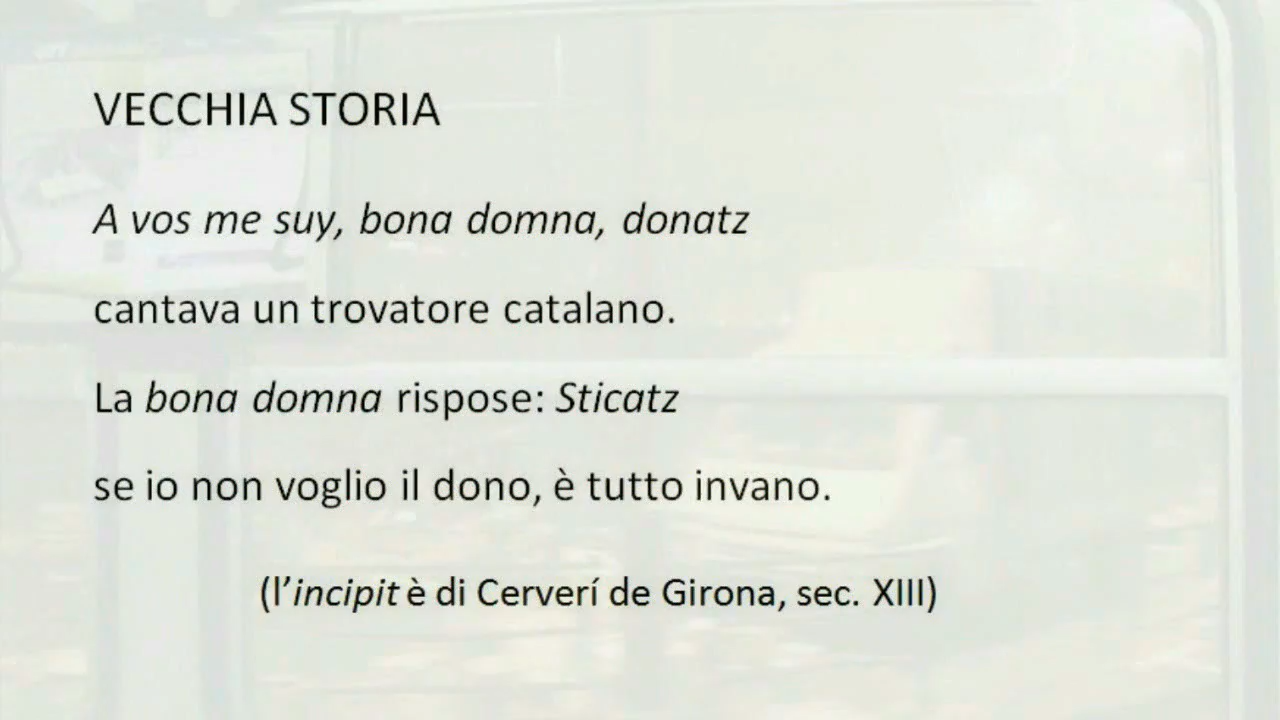 VECCHIA STORIA
A vos me suy, bona domna, donatz
cantava un trovatore catalano.
La bona domna rispose: Sticatz
se io non voglio il dono, è tutto invano.
(l’incipit è di Cerverí de Girona, sec. XIII)